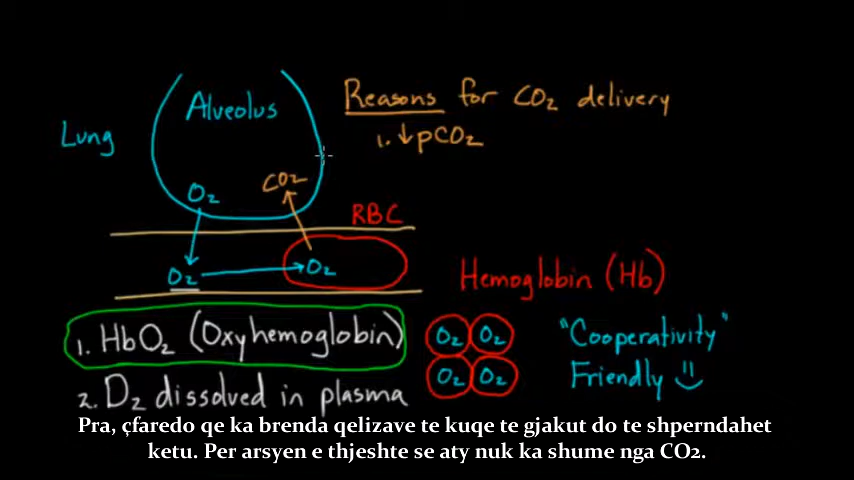 Alveolus
Reasons for CO2 delivery
Lung
1. ↓pCO2
O2
CO2
RBC
O2
O2
Hemoglobin (Hb)
1. HbO2 (Oxyhemoglobin)
O2 O2
"Cooperativity"
O2 O2
Friendly
2. O2 dissolved in plasma
Pra, çfaredo qe ka brenda qelizave te kuqe te gjakut do te shperndahet
ketu. Per arsyen e thjeshte se aty nuk ka shume nga CO2.